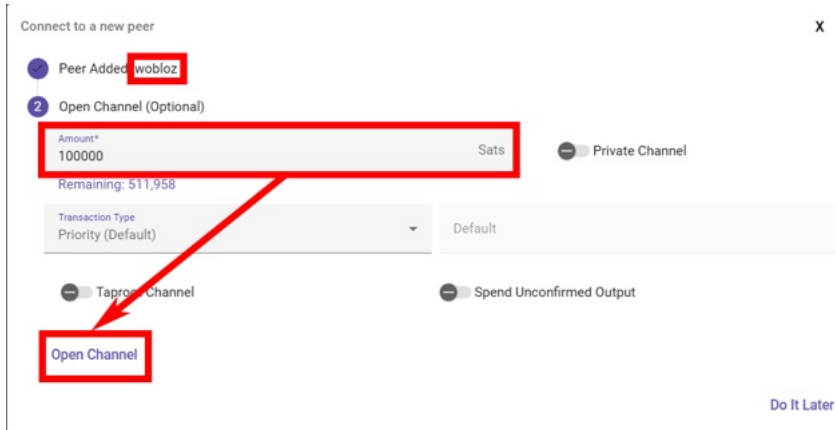 Connect to a new peer
X
Peer Added wobloz
2 Open Channel (Optional)
Amount*
100000 Sats
Private Channel
Remaining: 511,958
Transaction Type
Priority (Default)
Default
Taproot Channel
Spend Unconfirmed Output
Open Channel
Do It Later